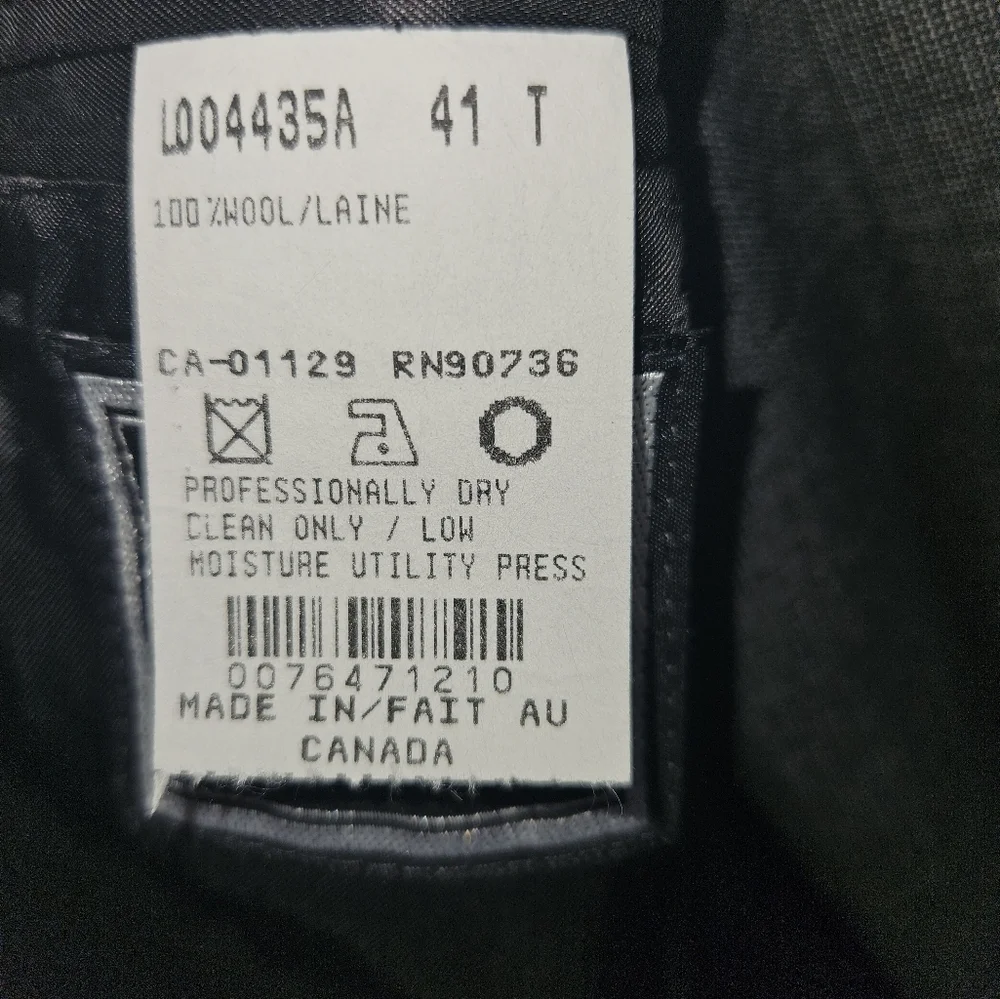 L004435A 41 T
100%WOOL/LAINE
CA-01129 RN90736
PROFESSIONALLY DRY
CLEAN ONLY / LOW
MOISTURE UTILITY PRESS
0076471210
MADE IN/FAIT AU
CANADA